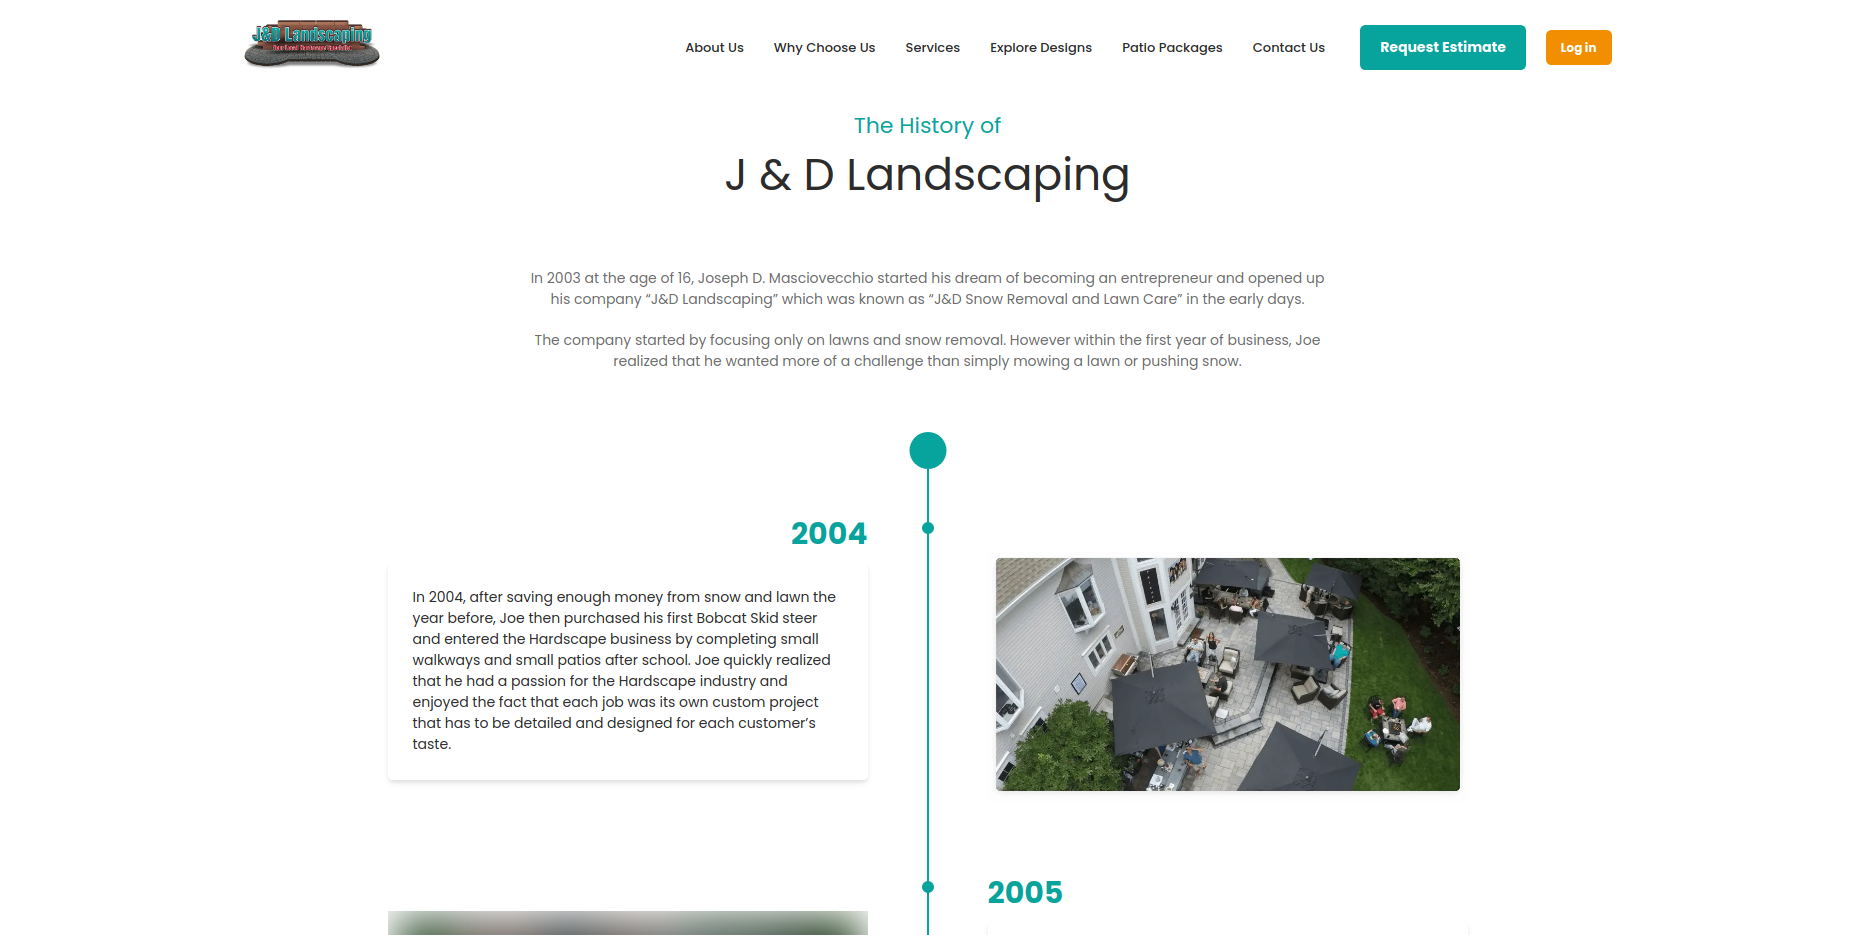 J&D Landscaping
About Us
Why Choose Us
Services
Explore Designs
Patio Packages
Contact Us
Request Estimate
Log in
The History of
J & D Landscaping
In 2003 at the age of 16, Joseph D. Masciovecchio started his dream of becoming an entrepreneur and opened up
his company “J&D Landscaping” which was known as “J&D Snow Removal and Lawn Care” in the early days.
The company started by focusing only on lawns and snow removal. However within the first year of business, Joe
realized that he wanted more of a challenge than simply mowing a lawn or pushing snow.
2004
In 2004, after saving enough money from snow and lawn the
year before, Joe then purchased his first Bobcat Skid steer
and entered the Hardscape business by completing small
walkways and small patios after school. Joe quickly realized
that he had a passion for the Hardscape industry and
enjoyed the fact that each job was its own custom project
that has to be detailed and designed for each customer’s
taste.
2005